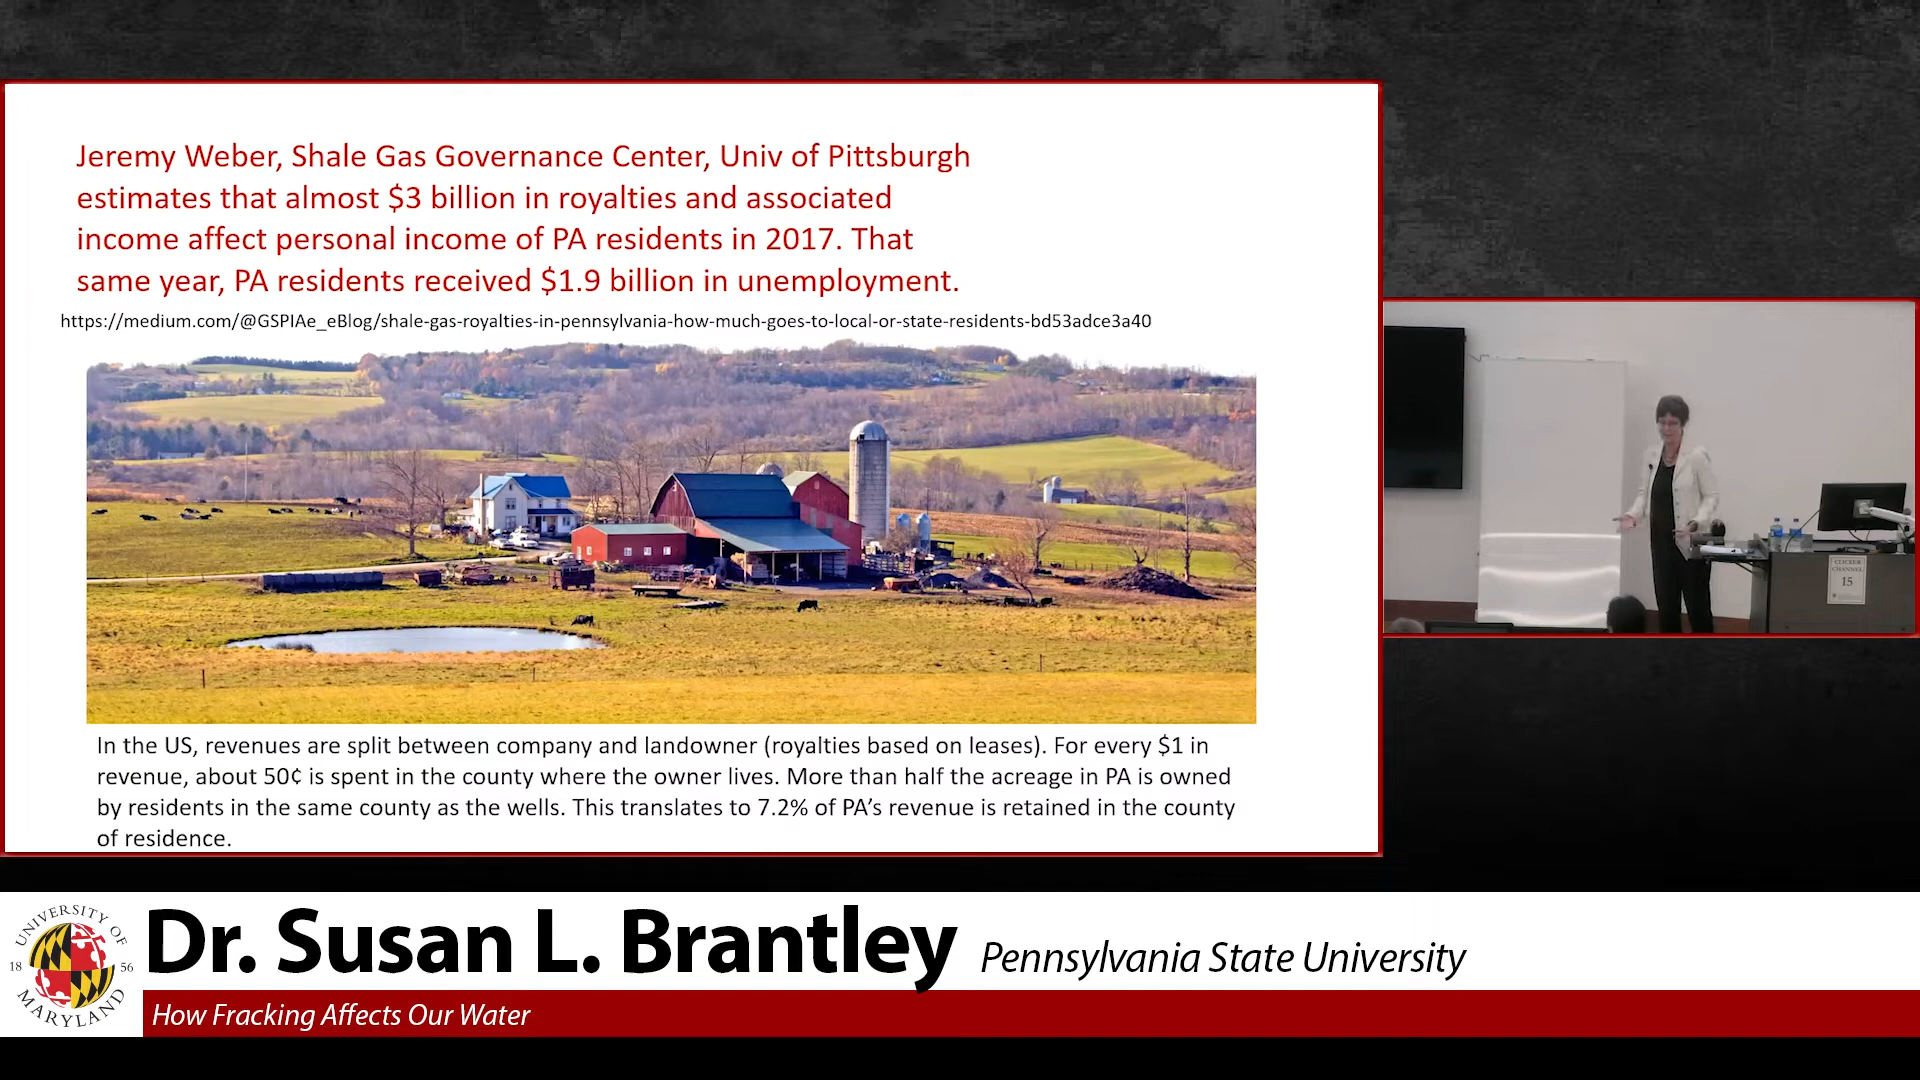 Jeremy Weber, Shale Gas Governance Center, Univ of Pittsburgh
estimates that almost $3 billion in royalties and associated
income affect personal income of PA residents in 2017. That
same year, PA residents received $1.9 billion in unemployment.
https://medium.com/@GSPIAe_eBlog/shale-gas-royalties-in-pennsylvania-how-much-goes-to-local-or-state-residents-bd53adce3a40
In the US, revenues are split between company and landowner (royalties based on leases). For every $1 in
revenue, about 50¢ is spent in the county where the owner lives. More than half the acreage in PA is owned
by residents in the same county as the wells. This translates to 7.2% of PA’s revenue is retained in the county
of residence.
CLICKER
CHANNEL
15
UNIVERSITY OF
18 56
MARYLAND
Dr. Susan L. Brantley Pennsylvania State University
How Fracking Affects Our Water